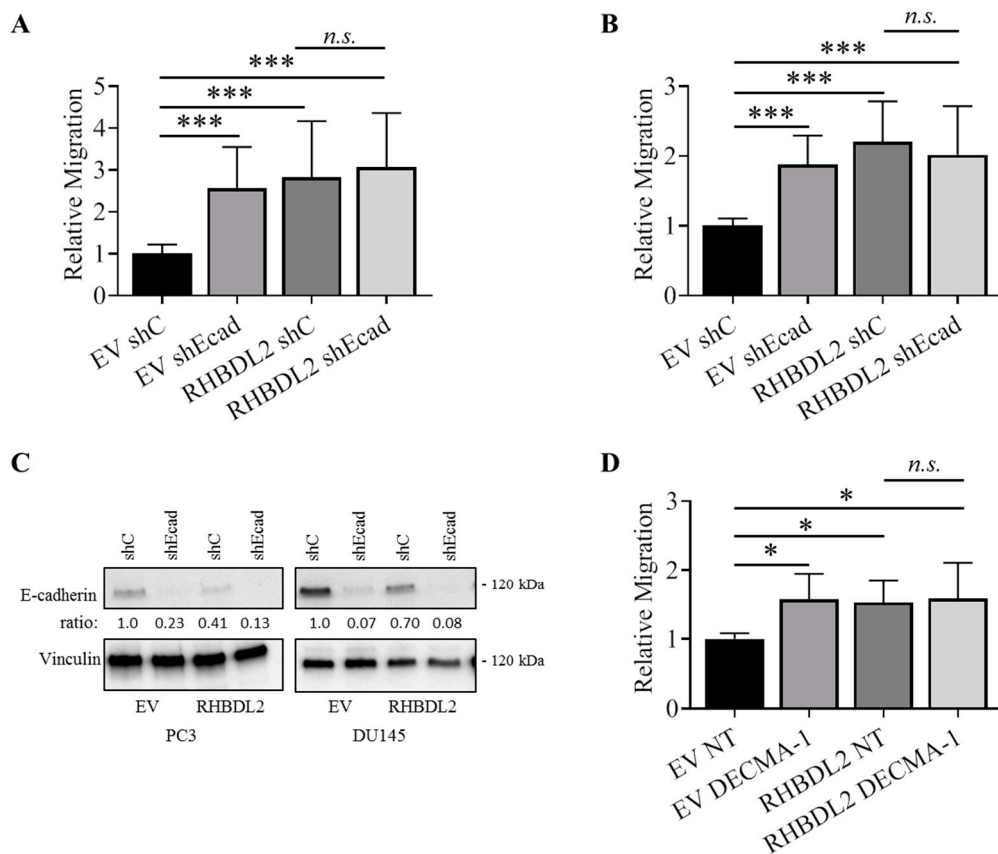 A
n.s.
***
***
***
Relative Migration
5
4
3
2
1
0
EV shC
EV shEcad
RHBDL2 shC
RHBDL2 shEcad
B
n.s.
***
***
***
Relative Migration
3
2
1
0
EV shC
EV shEcad
RHBDL2 shC
RHBDL2 shEcad
C
shC shEcad shC shEcad shC shEcad shC shEcad
E-cadherin - 120 kDa
ratio: 1.0 0.23 0.41 0.13 1.0 0.07 0.70 0.08
Vinculin - 120 kDa
EV RHBDL2 EV RHBDL2
PC3 DU145
D
n.s.
*
*
*
Relative Migration
3
2
1
0
EV NT
EV DECMA-1
RHBDL2 NT
RHBDL2 DECMA-1